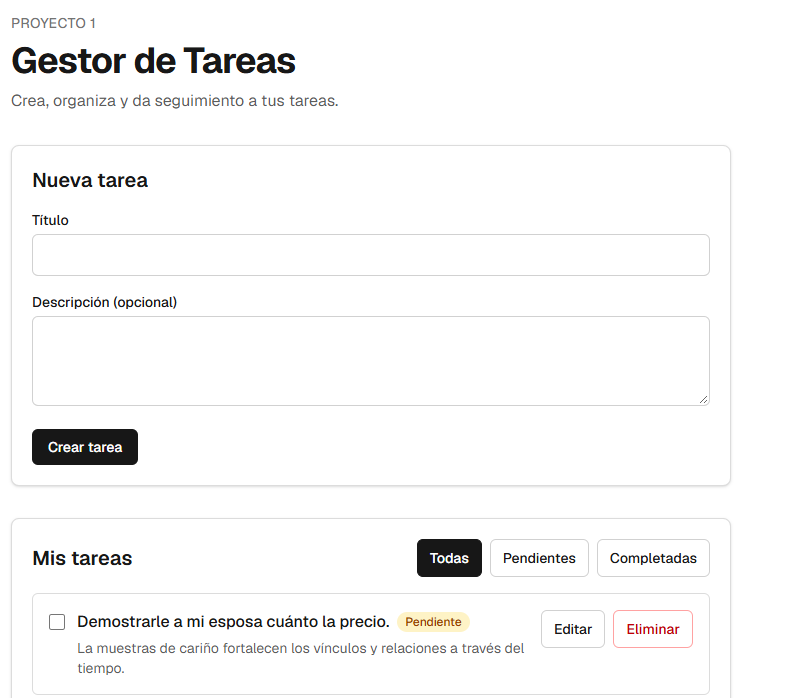 PROYECTO 1
Gestor de Tareas
Crea, organiza y da seguimiento a tus tareas.
Nueva tarea
Título
Descripción (opcional)
Crear tarea
Mis tareas
Todas
Pendientes
Completadas
Demostrarle a mi esposa cuánto la precio.
Pendiente
La muestras de cariño fortalecen los vínculos y relaciones a través del
tiempo.
Editar
Eliminar